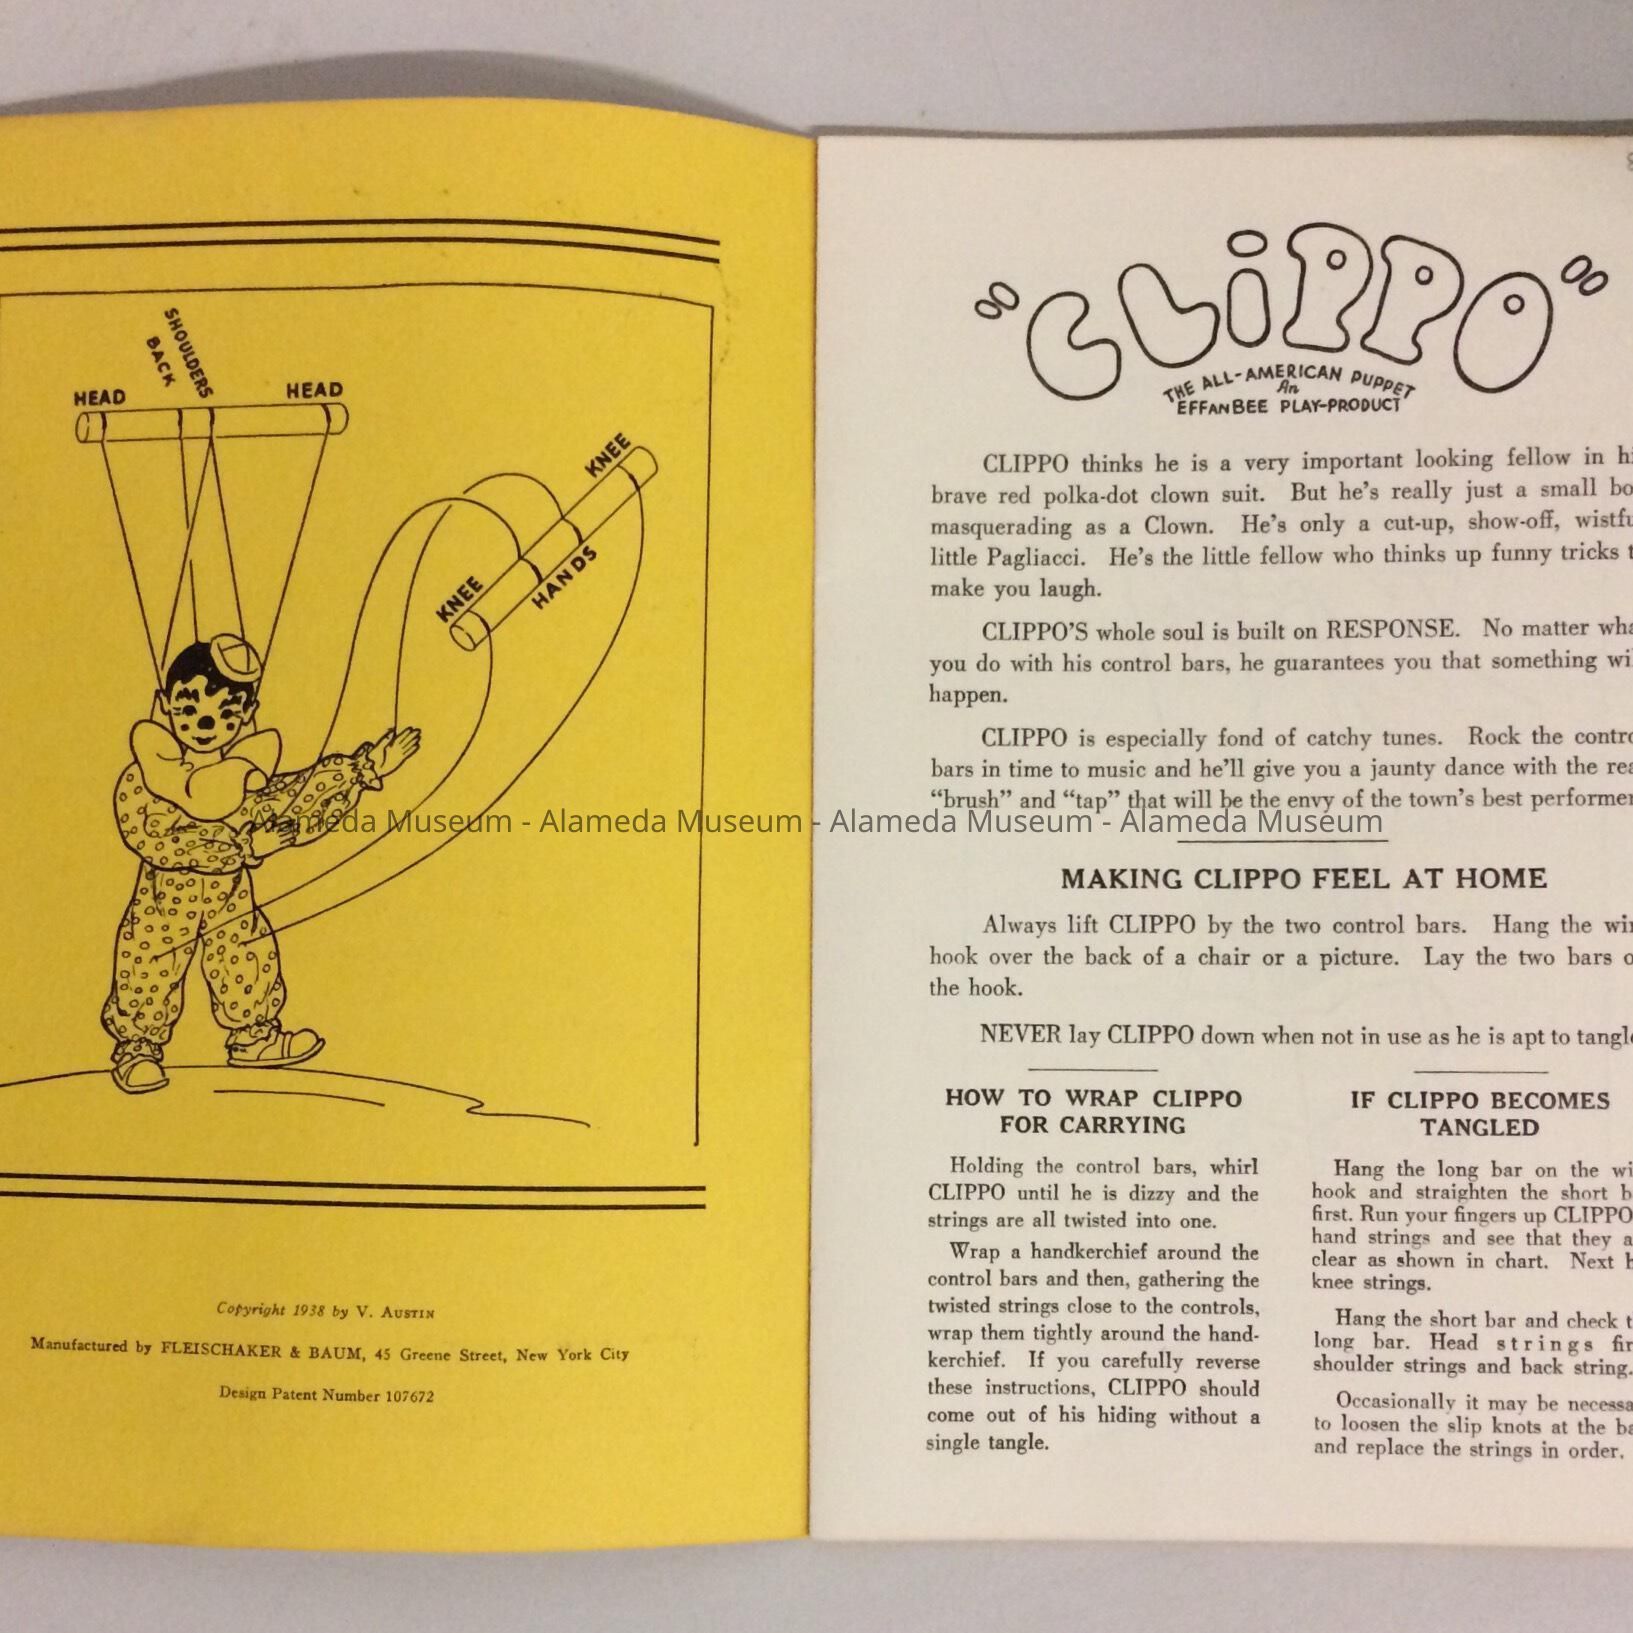 SHOULDERS
BACK
HEAD
HEAD
KNEE
KNEE
HANDS
Copyright 1938 by V. AUSTIN
Manufactured by FLEISCHAKER & BAUM, 45 Greene Street, New York City
Design Patent Number 107672
"CLiPPO"
THE ALL-AMERICAN PUPPET
An
EFFanBEE PLAY-PRODUCT
CLIPPO thinks he is a very important looking fellow in
brave red polka-dot clown suit. But he's really just a small
masquerading as a Clown. He's only a cut-up, show-off,
little Pagliacci. He's the little fellow who thinks up funny tricks
make you laugh.
CLIPPO'S whole soul is built on RESPONSE. No matter
you do with his control bars, he guarantees you that something
happen.
CLIPPO is especially fond of catchy tunes. Rock the
bars in time to music and he'll give you a jaunty dance with the
"brush" and "tap" that will be the envy of the town's best
Alameda Museum - Alameda Museum - Alameda Museum - Alameda Museum
MAKING CLIPPO FEEL AT HOME
Always lift CLIPPO by the two control bars. Hang the
hook over the back of a chair or a picture. Lay the two bars
the hook.
NEVER lay CLIPPO down when not in use as he is apt to
HOW TO WRAP CLIPPO
FOR CARRYING
Holding the control bars, whirl
CLIPPO until he is dizzy and the
strings are all twisted into one.
Wrap a handkerchief around the
control bars and then, gathering the
twisted strings close to the controls,
wrap them tightly around the hand-
kerchief. If you carefully reverse
these instructions, CLIPPO should
come out of his hiding without a
single tangle.
IF CLIPPO BECOMES
TANGLED
Hang the long bar on the
hook and straighten the short
first. Run your fingers up
hand strings and see that they
clear as shown in chart. Next
knee strings.
Hang the short bar and check
long bar. Head strings
shoulder strings and back string.
Occasionally it may be
to loosen the slip knots at the
and replace the strings in order.